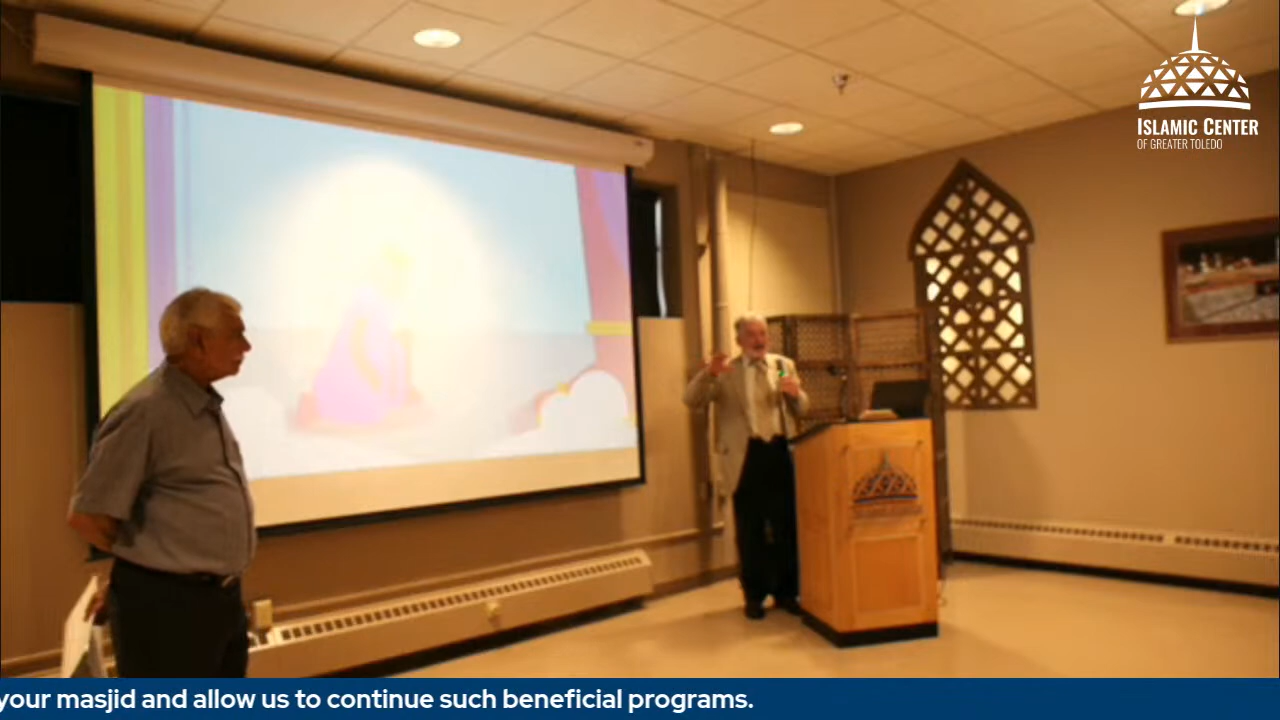 ISLAMIC CENTER
OF GREATER TOLEDO
your masjid and allow us to continue such beneficial programs.